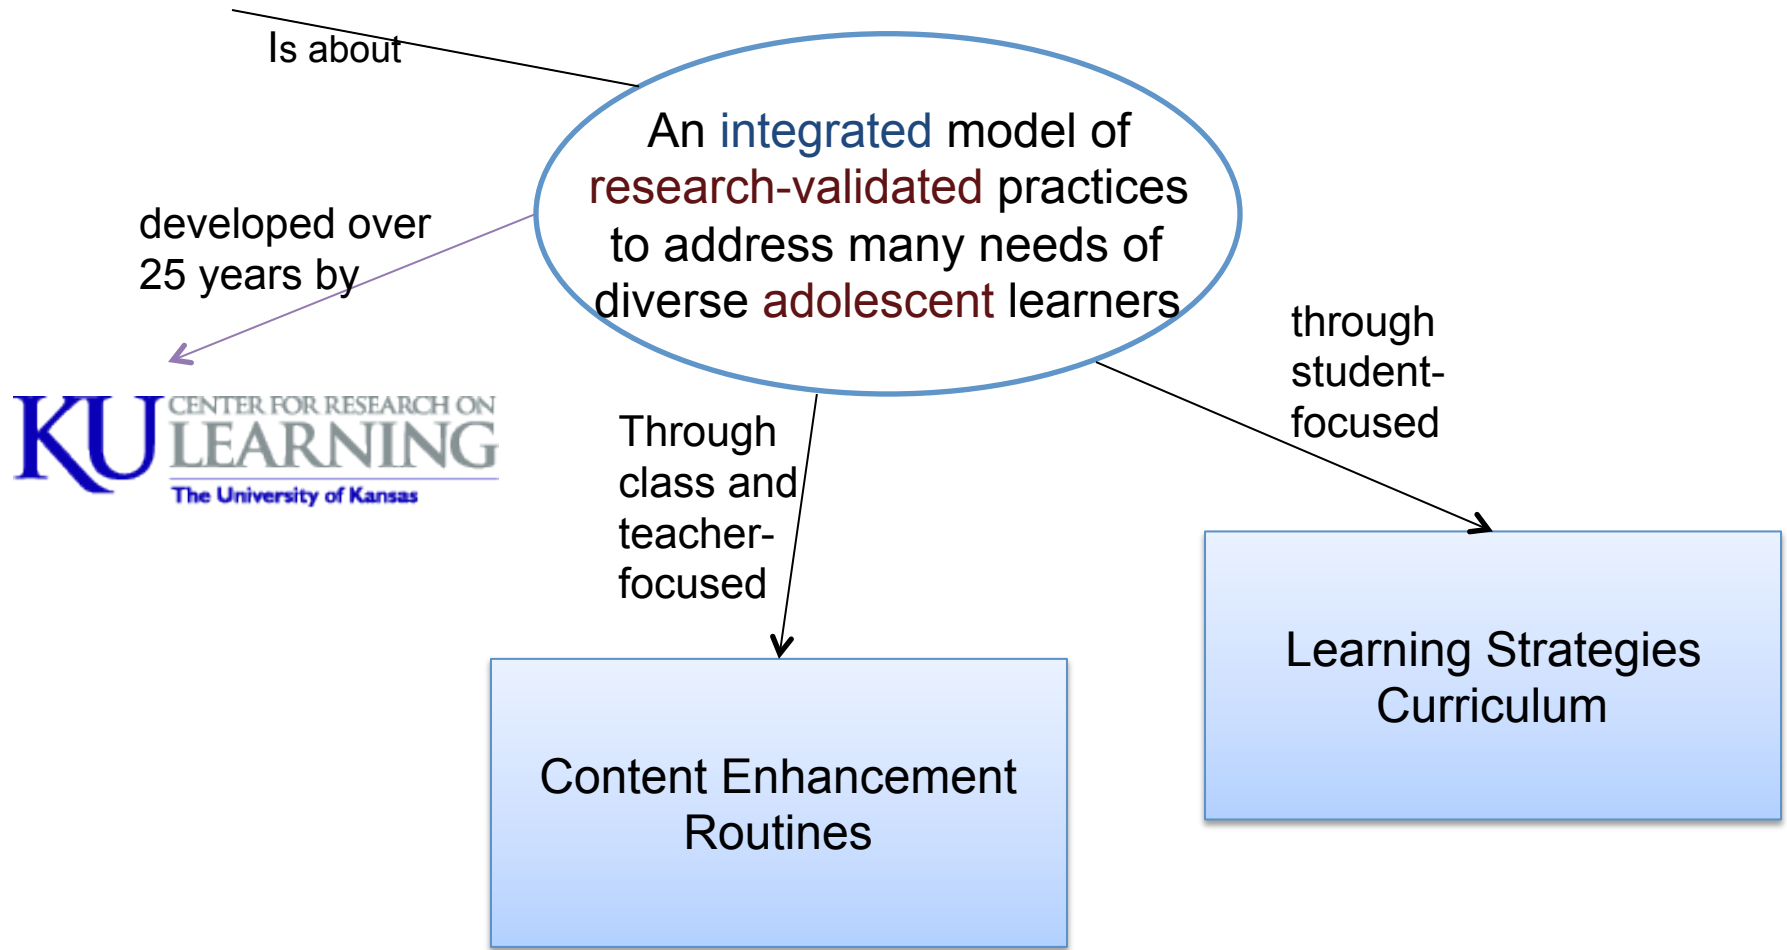 Is about
An integrated model of
research-validated practices
to address many needs of
diverse adolescent learners
developed over
25 years by
KU
CENTER FOR RESEARCH ON
LEARNING
The University of Kansas
Through
class and
teacher-
focused
through
student-
focused
Content Enhancement
Routines
Learning Strategies
Curriculum